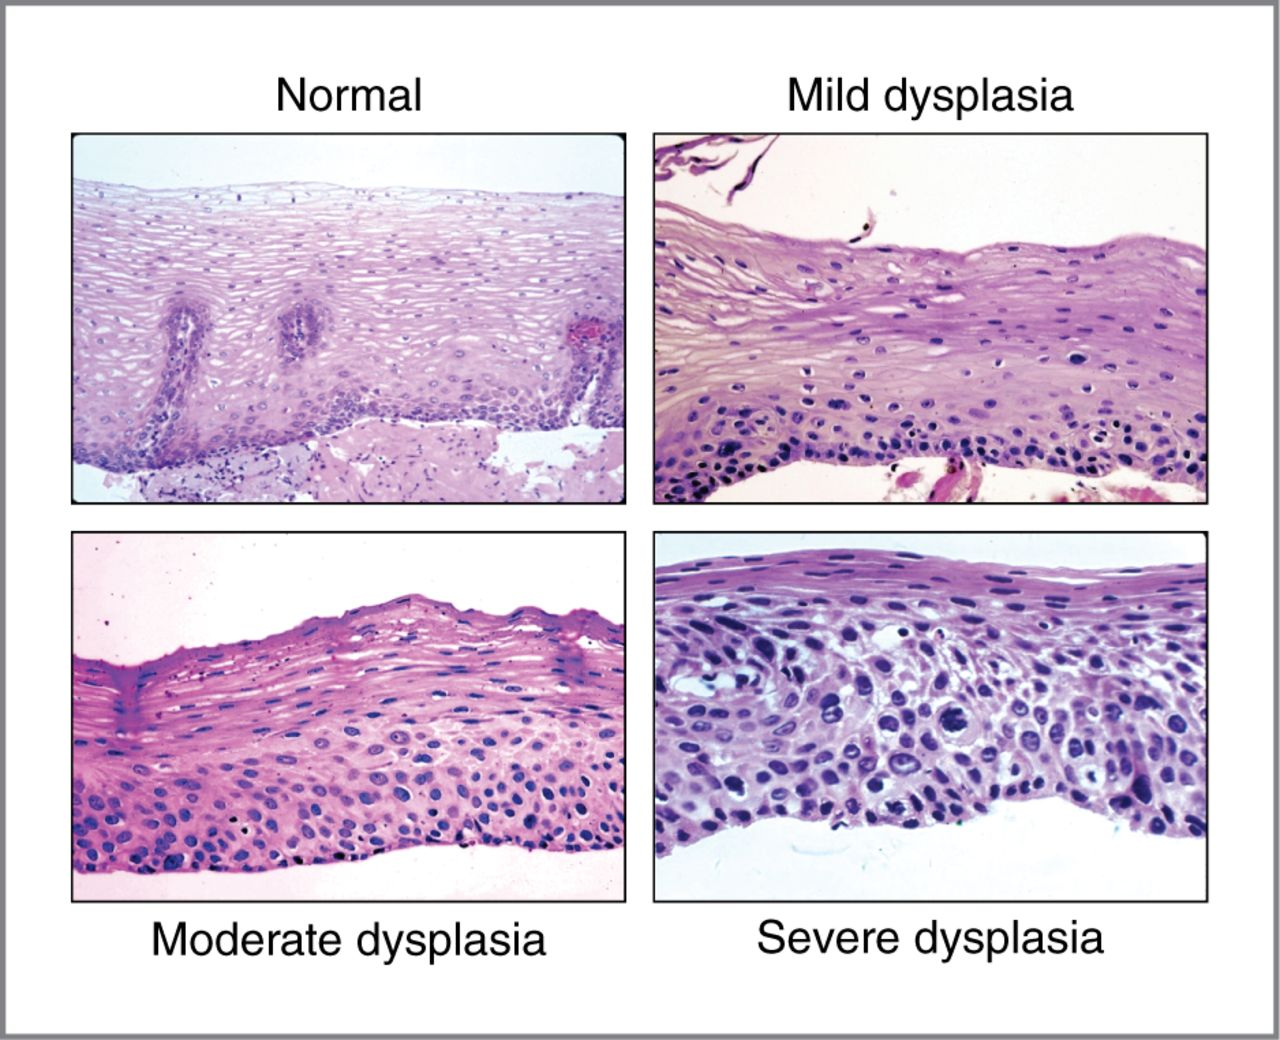 Normal
Mild dysplasia
Moderate dysplasia
Severe dysplasia